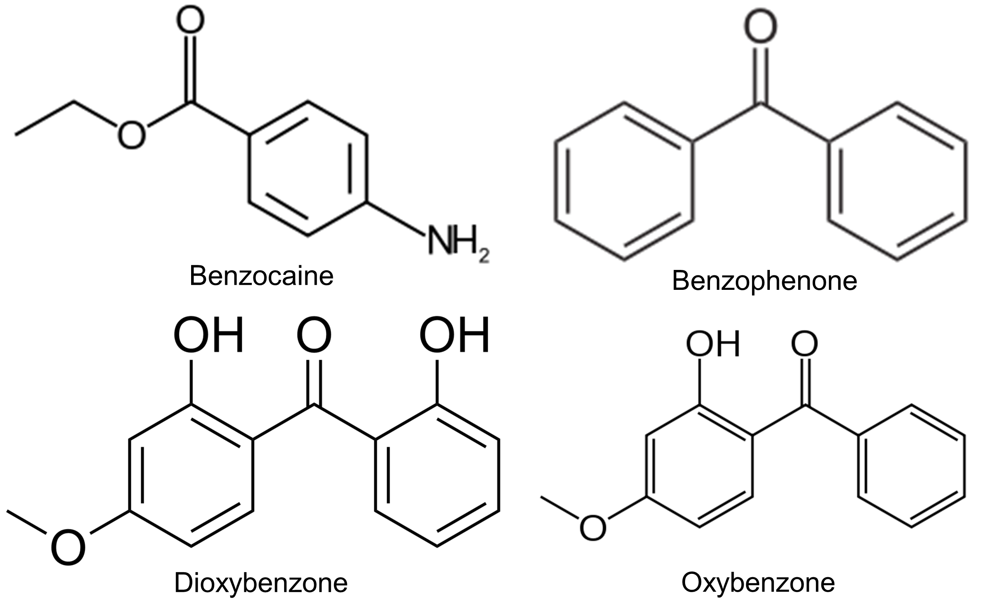 O
O
O
NH2
Benzocaine
Benzophenone
OH O OH
OH O
O
O
Dioxybenzone
Oxybenzone